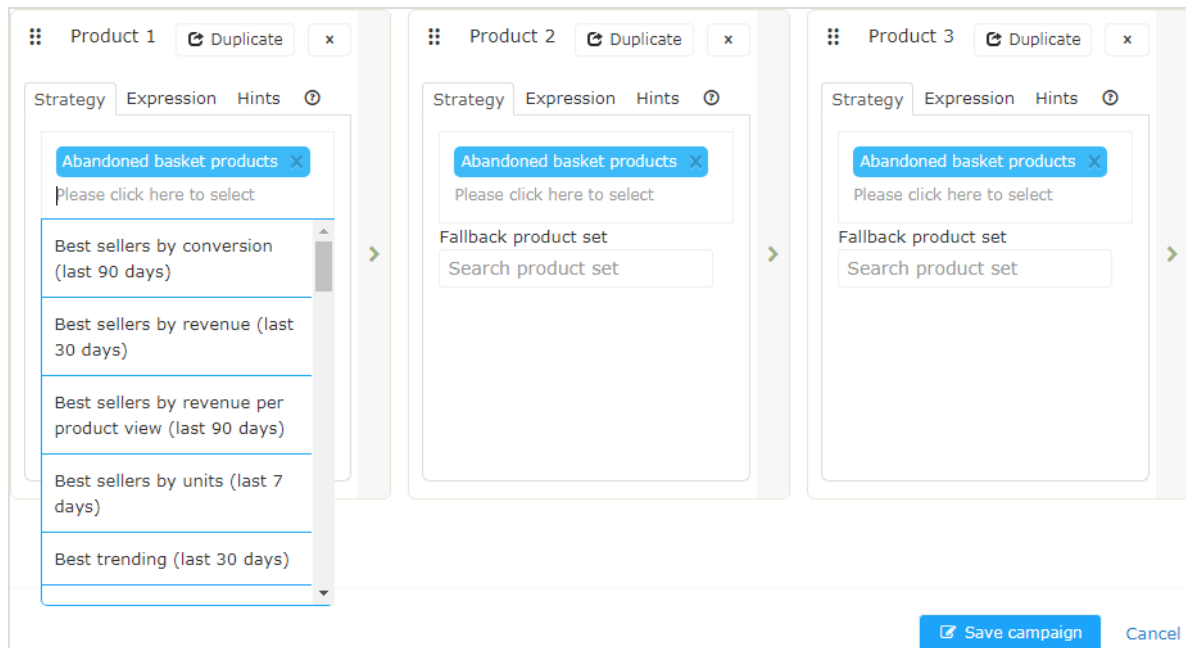 Product 1 Duplicate x
Strategy Expression Hints ?
Abandoned basket products X
Please click here to select
Best sellers by conversion
(last 90 days)
Best sellers by revenue (last
30 days)
Best sellers by revenue per
product view (last 90 days)
Best sellers by units (last 7
days)
Best trending (last 30 days)
Product 2 Duplicate x
Strategy Expression Hints ?
Abandoned basket products X
Please click here to select
Fallback product set
Search product set
Product 3 Duplicate x
Strategy Expression Hints ?
Abandoned basket products X
Please click here to select
Fallback product set
Search product set
Save campaign Cancel